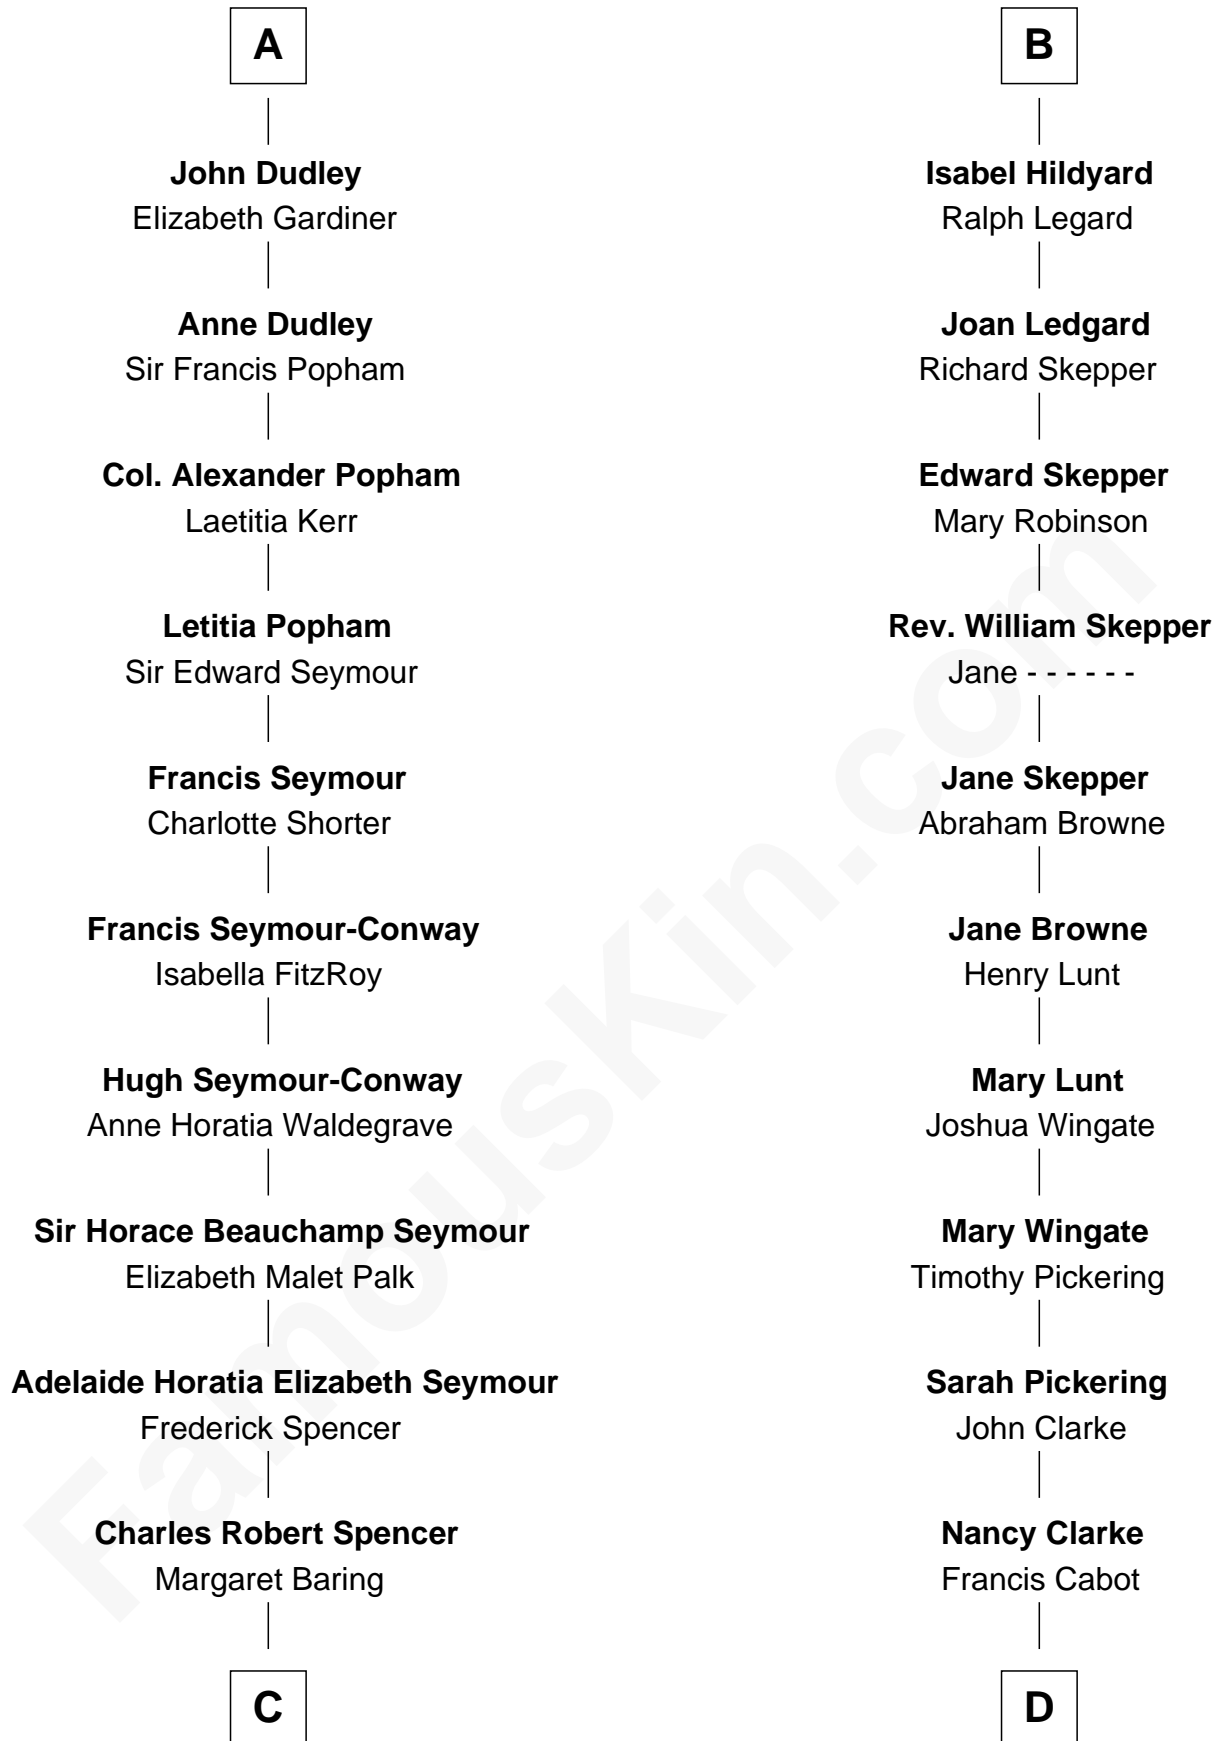 A
John Dudley
Elizabeth Gardiner
Anne Dudley
Sir Francis Popham
Col. Alexander Popham
Laetitia Kerr
Letitia Popham
Sir Edward Seymour
Francis Seymour
Charlotte Shorter
Francis Seymour-Conway
Isabella FitzRoy
Hugh Seymour-Conway
Anne Horatia Waldegrave
Sir Horace Beauchamp Seymour
Elizabeth Malet Palk
Adelaide Horatia Elizabeth Seymour
Frederick Spencer
Charles Robert Spencer
Margaret Baring
C
B
Isabel Hildyard
Ralph Legard
Joan Ledgard
Richard Skepper
Edward Skepper
Mary Robinson
Rev. William Skepper
Jane - - - - - -
Jane Skepper
Abraham Browne
Jane Browne
Henry Lunt
Mary Lunt
Joshua Wingate
Mary Wingate
Timothy Pickering
Sarah Pickering
John Clarke
Nancy Clarke
Francis Cabot
D
FamousKin.com